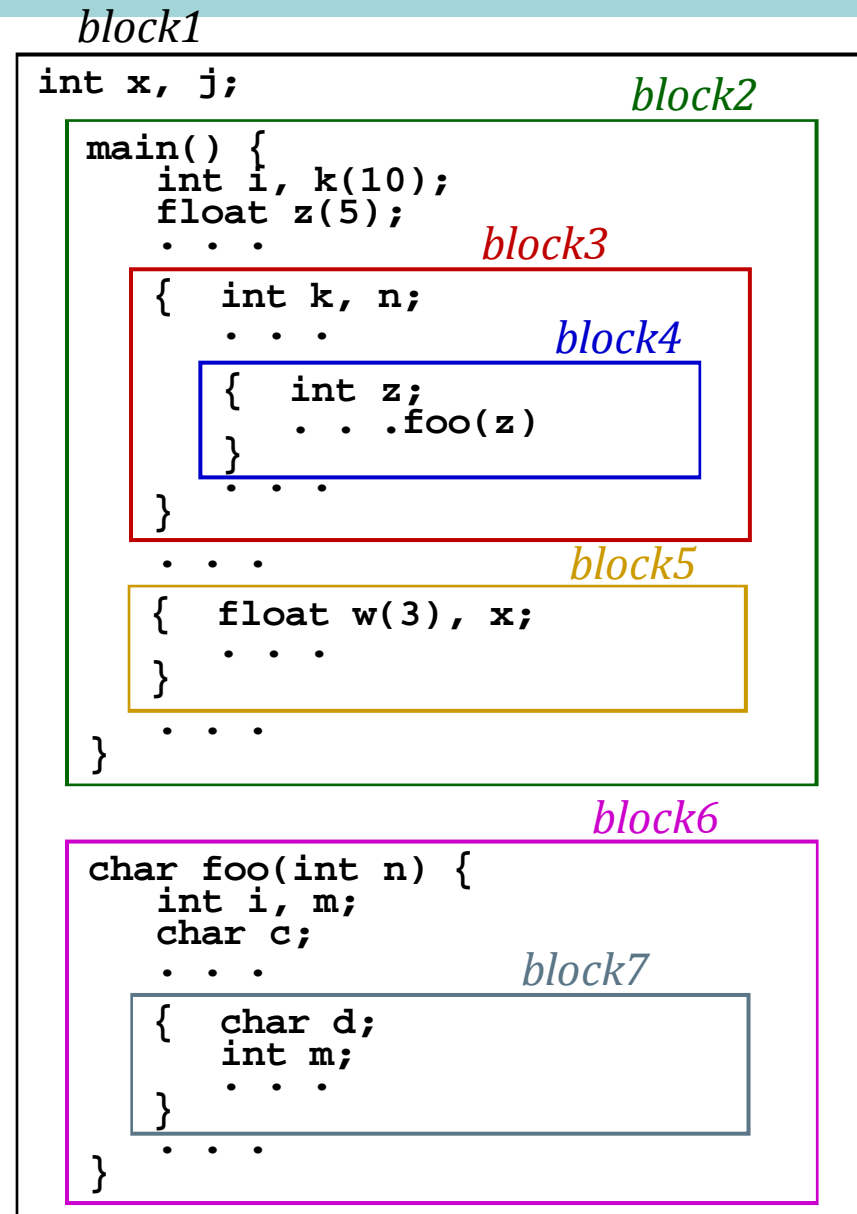 block1
int x, j;
block2
main() {
int i, k(10);
float z(5);
. . .
block3
{ int k, n;
. . .
block4
{ int z;
. . .foo(z)
}
. . .
}
. . .
block5
{ float w(3), x;
. . .
}
. . .
}
block6
char foo(int n) {
int i, m;
char c;
. . .
block7
{ char d;
int m;
. . .
}
. . .
}